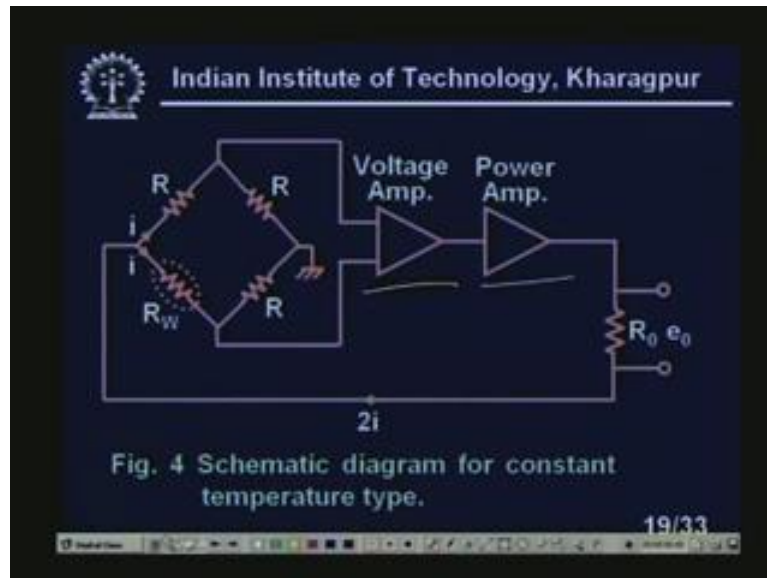 Indian Institute of Technology, Kharagpur
Voltage Amp.
Power Amp.
R
R
i
i
R_W
R
R₀ e₀
2i
Fig. 4 Schematic diagram for constant
temperature type.
19/33